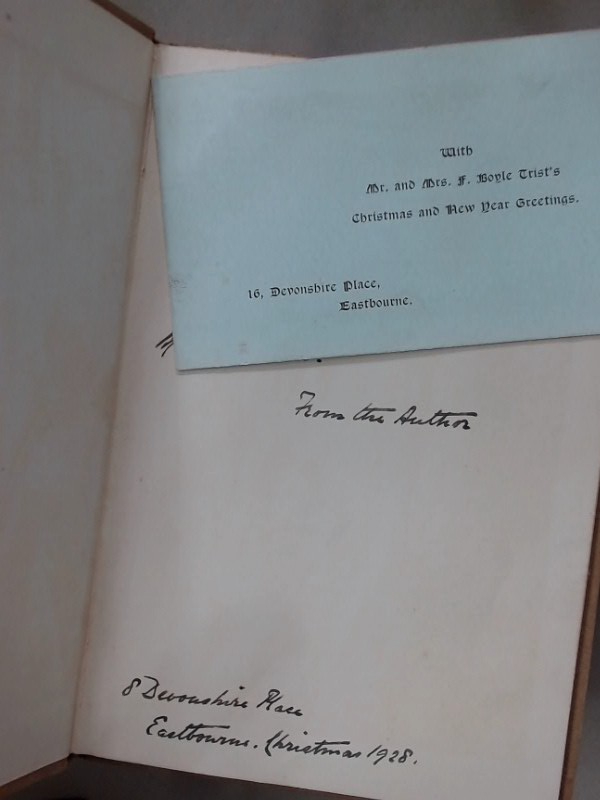 With
Mr. and Mrs. F. Boyle Trist's
Christmas and New Year Greetings.
16, Devonshire Place,
Eastbourne.
From the Author
8 Devonshire Place
Eastbourne. Christmas 1928.